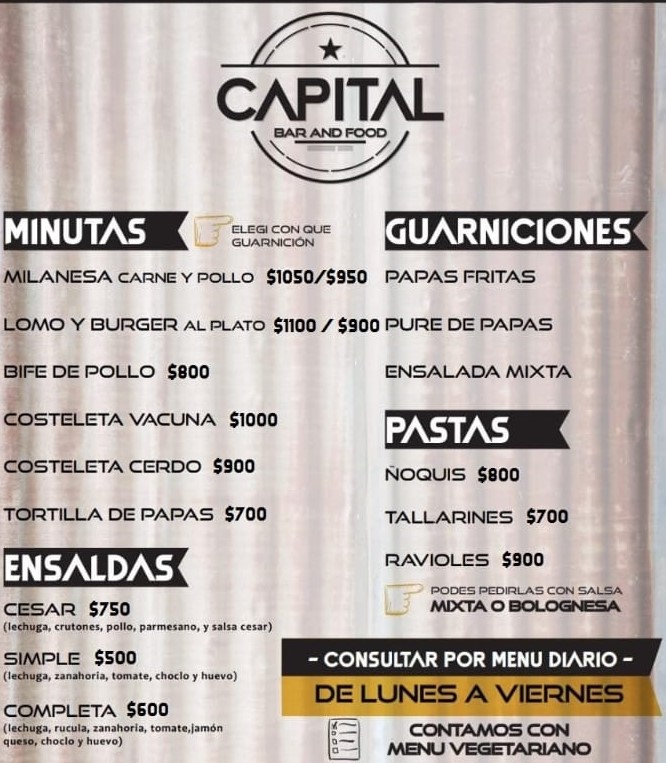 CAPITAL
BAR AND FOOD
MINUTAS
ELEGI CON QUE
GUARNICIÓN
MILANESA CARNE Y POLLO $1050/$950
LOMO Y BURGER AL PLATO $1100 / $900
BIFE DE POLLO $800
COSTELETA VACUNA $1000
COSTELETA CERDO $900
TORTILLA DE PAPAS $700
ENSALDAS
CESAR $750
(lechuga, crutones, pollo, parmesano, y salsa cesar)
SIMPLE $500
(lechuga, zanahoria, tomate, choclo y huevo)
COMPLETA $600
(lechuga, rucula, zanahoria, tomate,jamón
queso, choclo y huevo)
GUARNICIONES
PAPAS FRITAS
PURE DE PAPAS
ENSALADA MIXTA
PASTAS
ÑOQUIS $800
TALLARINES $700
RAVIOLES $900
PODES PEDIRLAS CON SALSA
MIXTA O BOLOGNESA
- CONSULTAR POR MENU DIARIO -
DE LUNES A VIERNES
CONTAMOS CON
MENU VEGETARIANO